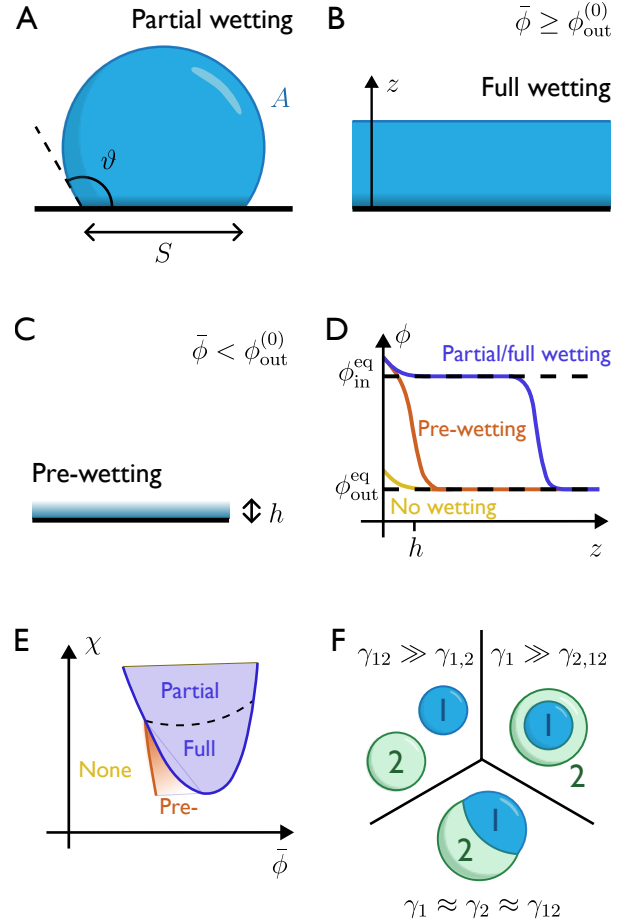 A
Partial wetting
A
ϑ
S
B
ϕ̄ ≥ ϕ_out^(0)
z
Full wetting
C
ϕ̄ < ϕ_out^(0)
Pre-wetting
h
D
ϕ
Partial/full wetting
ϕ_in^eq
Pre-wetting
ϕ_out^eq
No wetting
h
z
E
χ
Partial
Full
None
Pre-
ϕ̄
F
γ₁₂ ≫ γ₁,₂
γ₁ ≫ γ₂,₁₂
1
2
1
2
1
2
γ₁ ≈ γ₂ ≈ γ₁₂